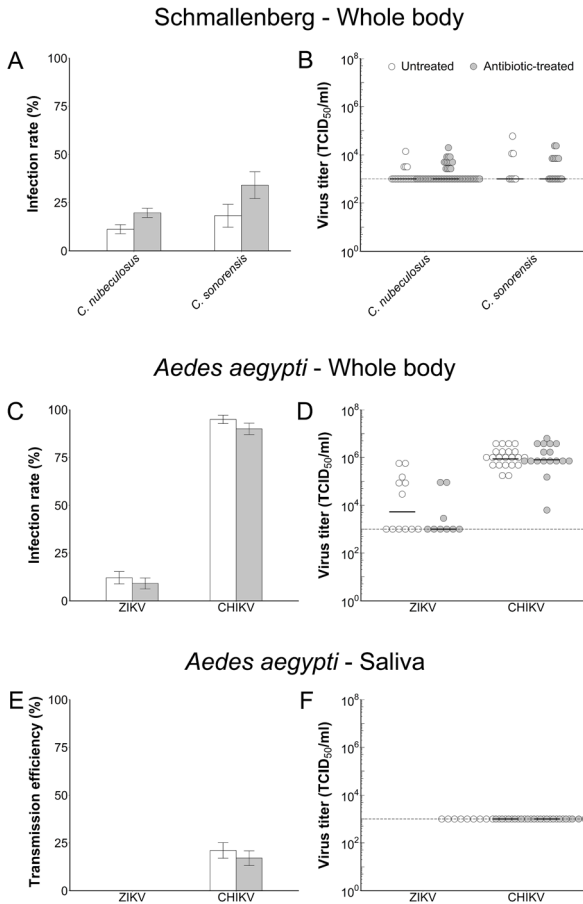 Schmallenberg - Whole body
A
Infection rate (%)
100
75
50
25
0
C. nubeculosus
C. sonorensis
B
Virus titer (TCID50/ml)
10^8
10^6
10^4
10^2
10^0
Untreated
Antibiotic-treated
C. nubeculosus
C. sonorensis
Aedes aegypti - Whole body
C
Infection rate (%)
100
75
50
25
0
ZIKV
CHIKV
D
Virus titer (TCID50/ml)
10^8
10^6
10^4
10^2
10^0
ZIKV
CHIKV
Aedes aegypti - Saliva
E
Transmission efficiency (%)
100
75
50
25
0
ZIKV
CHIKV
F
Virus titer (TCID50/ml)
10^8
10^6
10^4
10^2
10^0
ZIKV
CHIKV